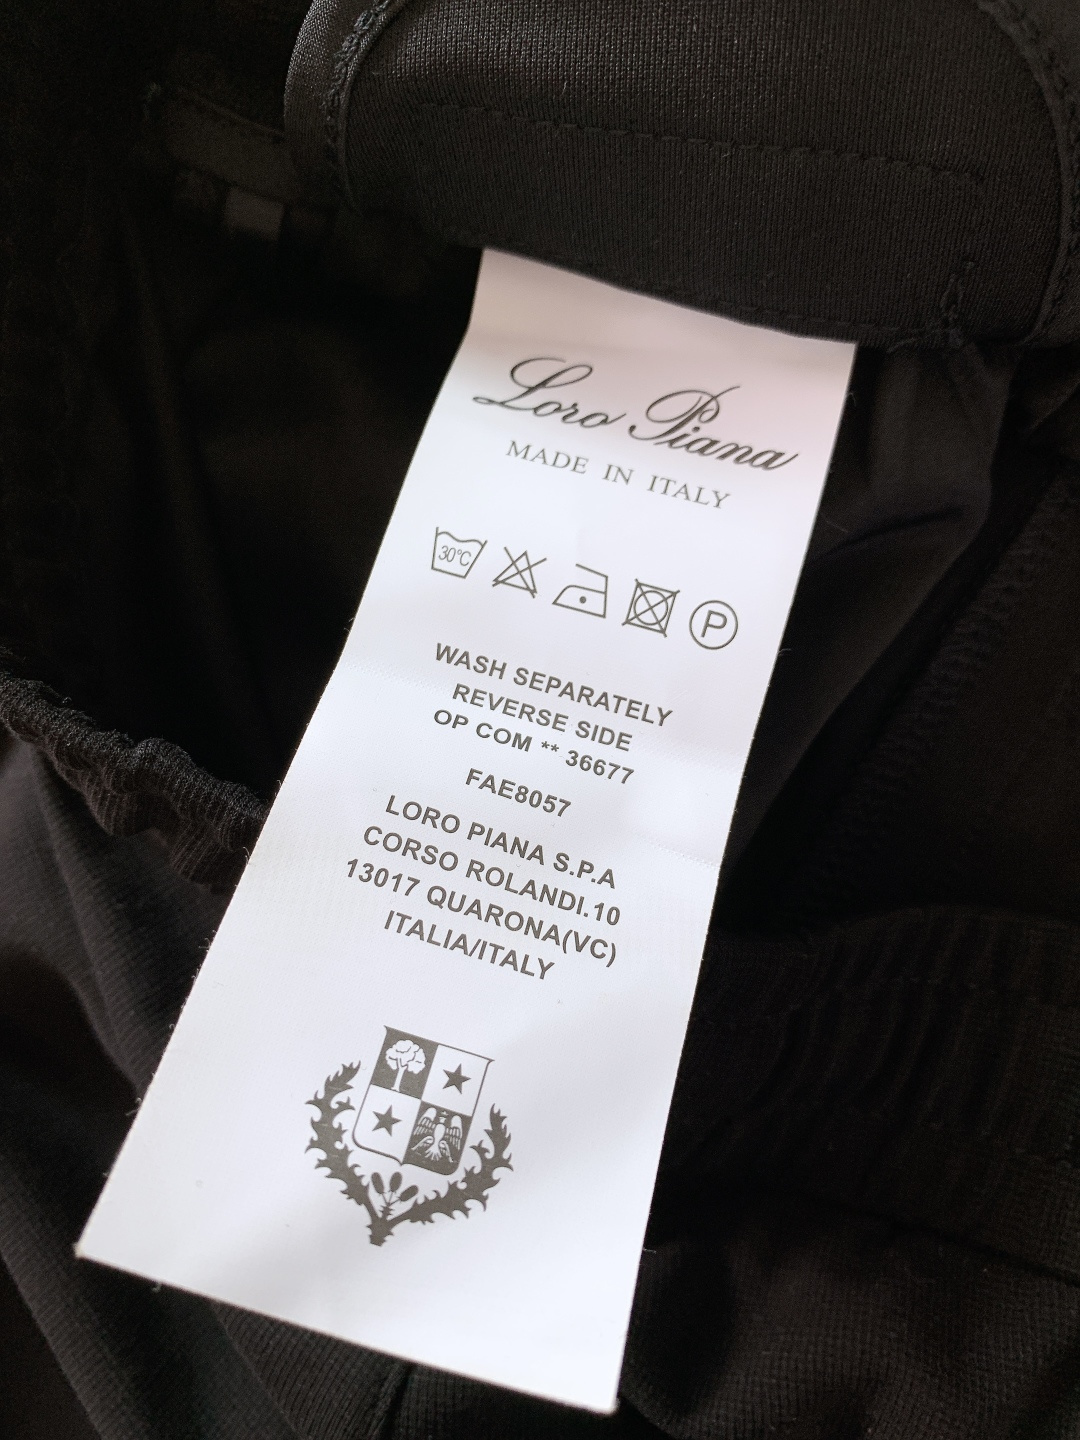 Loro Piana
MADE IN ITALY
30°C
P
WASH SEPARATELY
REVERSE SIDE
OP COM ** 36677
FAE8057
LORO PIANA S.P.A
CORSO ROLANDI.10
13017 QUARONA(VC)
ITALIA/ITALY